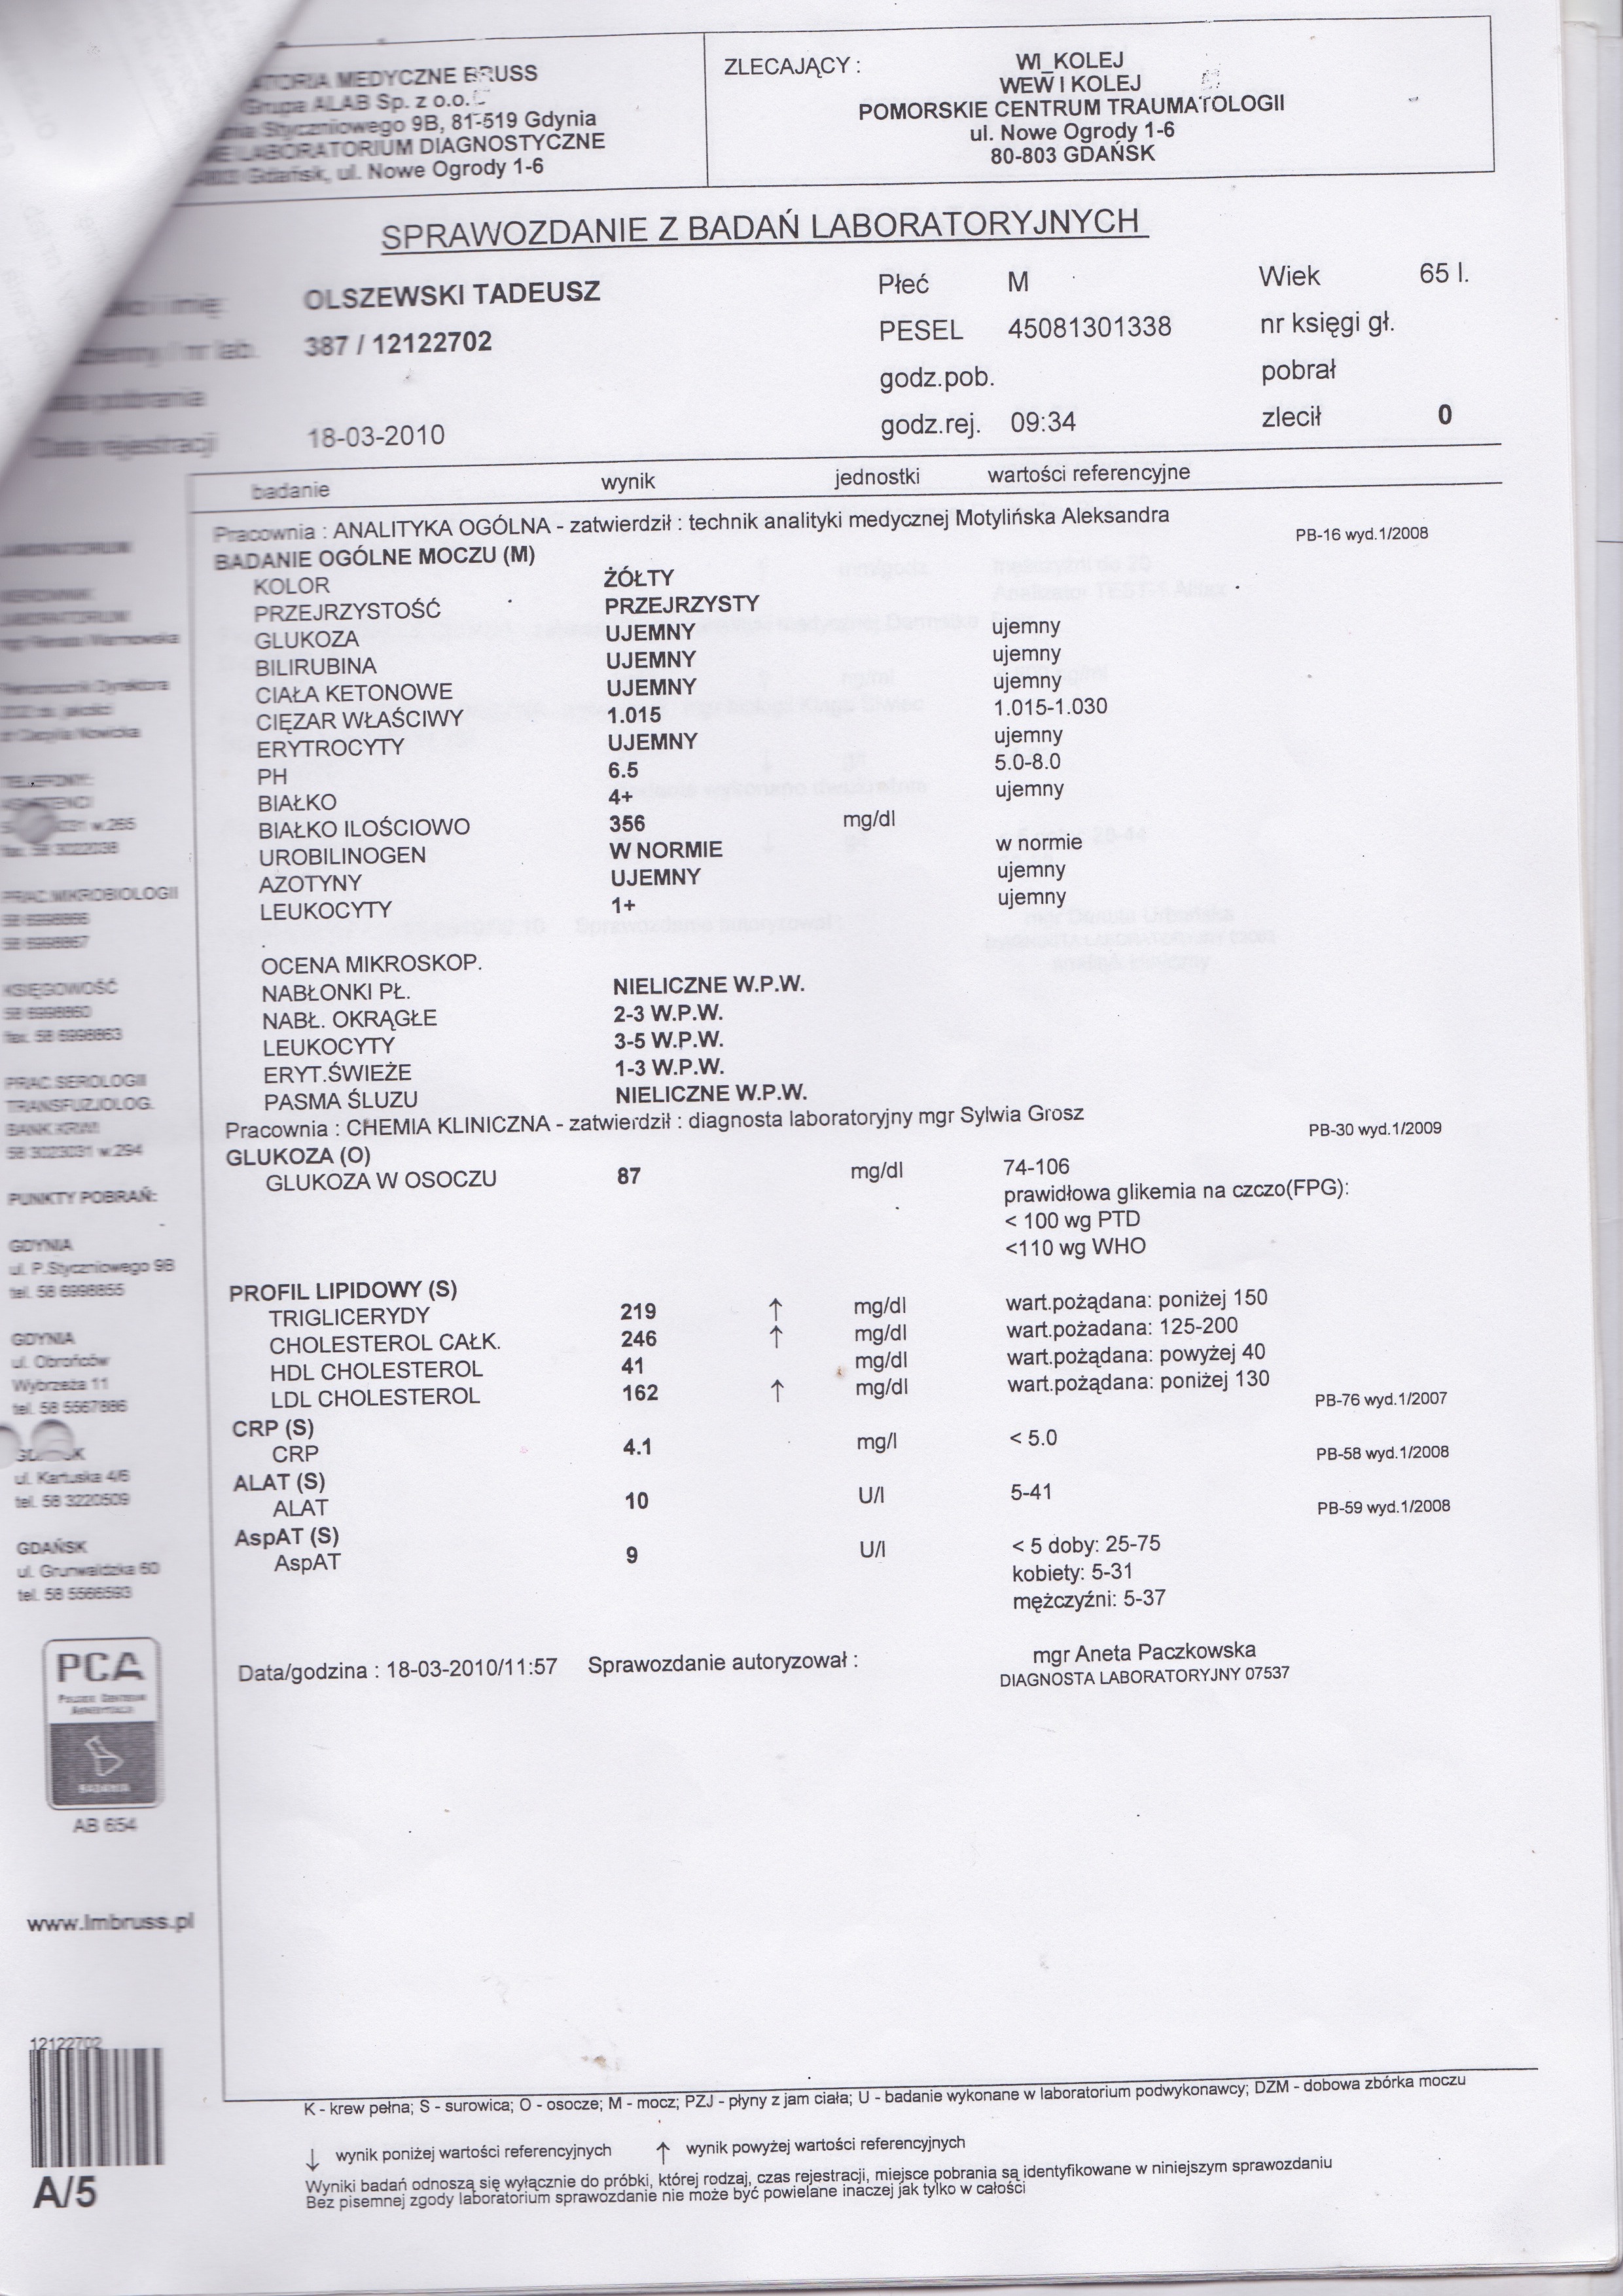 MEDYCZNE BRUSS
Grupa ALAB Sp. z o.o.
Styczniowego 9B, 81-519 Gdynia
LABORATORIUM DIAGNOSTYCZNE
Gdańsk, ul. Nowe Ogrody 1-6
ZLECAJĄCY :
WI_KOLEJ
WEW I KOLEJ
POMORSKIE CENTRUM TRAUMATOLOGII
ul. Nowe Ogrody 1-6
80-803 GDAŃSK
SPRAWOZDANIE Z BADAŃ LABORATORYJNYCH
i imię: OLSZEWSKI TADEUSZ Płeć M Wiek 65 l.
/ nr lab. 387 / 12122702 PESEL 45081301338 nr księgi gł.
pobrania godz.pob. pobrał
Data rejestracji 18-03-2010 godz.rej. 09:34 zlecił 0
badanie wynik jednostki wartości referencyjne
Pracownia : ANALITYKA OGÓLNA - zatwierdził : technik analityki medycznej Motylińska Aleksandra
BADANIE OGÓLNE MOCZU (M) PB-16 wyd.1/2008
KOLOR ŻÓŁTY
PRZEJRZYSTOŚĆ PRZEJRZYSTY
GLUKOZA UJEMNY ujemny
BILIRUBINA UJEMNY ujemny
CIAŁA KETONOWE UJEMNY ujemny
CIĘZAR WŁAŚCIWY 1.015 1.015-1.030
ERYTROCYTY UJEMNY ujemny
PH 6.5 5.0-8.0
BIAŁKO 4+ ujemny
BIAŁKO ILOŚCIOWO 356 mg/dl
UROBILINOGEN W NORMIE w normie
AZOTYNY UJEMNY ujemny
LEUKOCYTY 1+ ujemny
.
OCENA MIKROSKOP.
NABŁONKI PŁ. NIELICZNE W.P.W.
NABŁ. OKRĄGŁE 2-3 W.P.W.
LEUKOCYTY 3-5 W.P.W.
ERYT.ŚWIEŻE 1-3 W.P.W.
PASMA ŚLUZU NIELICZNE W.P.W.
Pracownia : CHEMIA KLINICZNA - zatwierdził : diagnosta laboratoryjny mgr Sylwia Grosz
GLUKOZA (O) PB-30 wyd.1/2009
GLUKOZA W OSOCZU 87 mg/dl 74-106
prawidłowa glikemia na czczo(FPG):
< 100 wg PTD
<110 wg WHO
PROFIL LIPIDOWY (S)
TRIGLICERYDY 219 ↑ mg/dl wart.pożądana: poniżej 150
CHOLESTEROL CAŁK. 246 ↑ mg/dl wart.pożadana: 125-200
HDL CHOLESTEROL 41 mg/dl wart.pożądana: powyżej 40
LDL CHOLESTEROL 162 ↑ mg/dl wart.pożądana: poniżej 130
CRP (S) PB-76 wyd.1/2007
CRP 4.1 mg/l < 5.0
ALAT (S) PB-58 wyd.1/2008
ALAT 10 U/l 5-41
AspAT (S) PB-59 wyd.1/2008
AspAT 9 U/l < 5 doby: 25-75
kobiety: 5-31
mężczyźni: 5-37
Data/godzina : 18-03-2010/11:57 Sprawozdanie autoryzował : mgr Aneta Paczkowska
DIAGNOSTA LABORATORYJNY 07537
LABORATORIUM
KIEROWNIK
LABORATORIUM
TELEFONY:
w.265
fax. 58 3022038
PRAC.MIKROBIOLOGII
58 6998866
58 6998867
KSIĘGOWOŚĆ
58 6998860
fax. 58 6998863
PRAC.SEROLOGII
TRANSFUZJOLOG.
BANK KRWI
58 3023031 w.294
PUNKTY POBRAŃ:
GDYNIA
ul. P.Styczniowego 9B
tel. 58 6998855
GDYNIA
ul. Obrońców
Wybrzeża 11
tel. 58 5567886
ul. Kartuska 4/6
tel. 58 3220509
GDAŃSK
ul. Grunwaldzka 60
tel. 58 5566593
PCA
POLSKIE CENTRUM
AKREDYTACJI
BADANIA
AB 654
www.lmbruss.pl
12122702
A/5
K - krew pełna; S - surowica; O - osocze; M - mocz; PZJ - płyny z jam ciała; U - badanie wykonane w laboratorium podwykonawcy; DZM - dobowa zbórka moczu
↓ wynik poniżej wartości referencyjnych ↑ wynik powyżej wartości referencyjnych
Wyniki badań odnoszą się wyłącznie do próbki, której rodzaj, czas rejestracji, miejsce pobrania są identyfikowane w niniejszym sprawozdaniu
Bez pisemnej zgody laboratorium sprawozdanie nie może być powielane inaczej jak tylko w całości